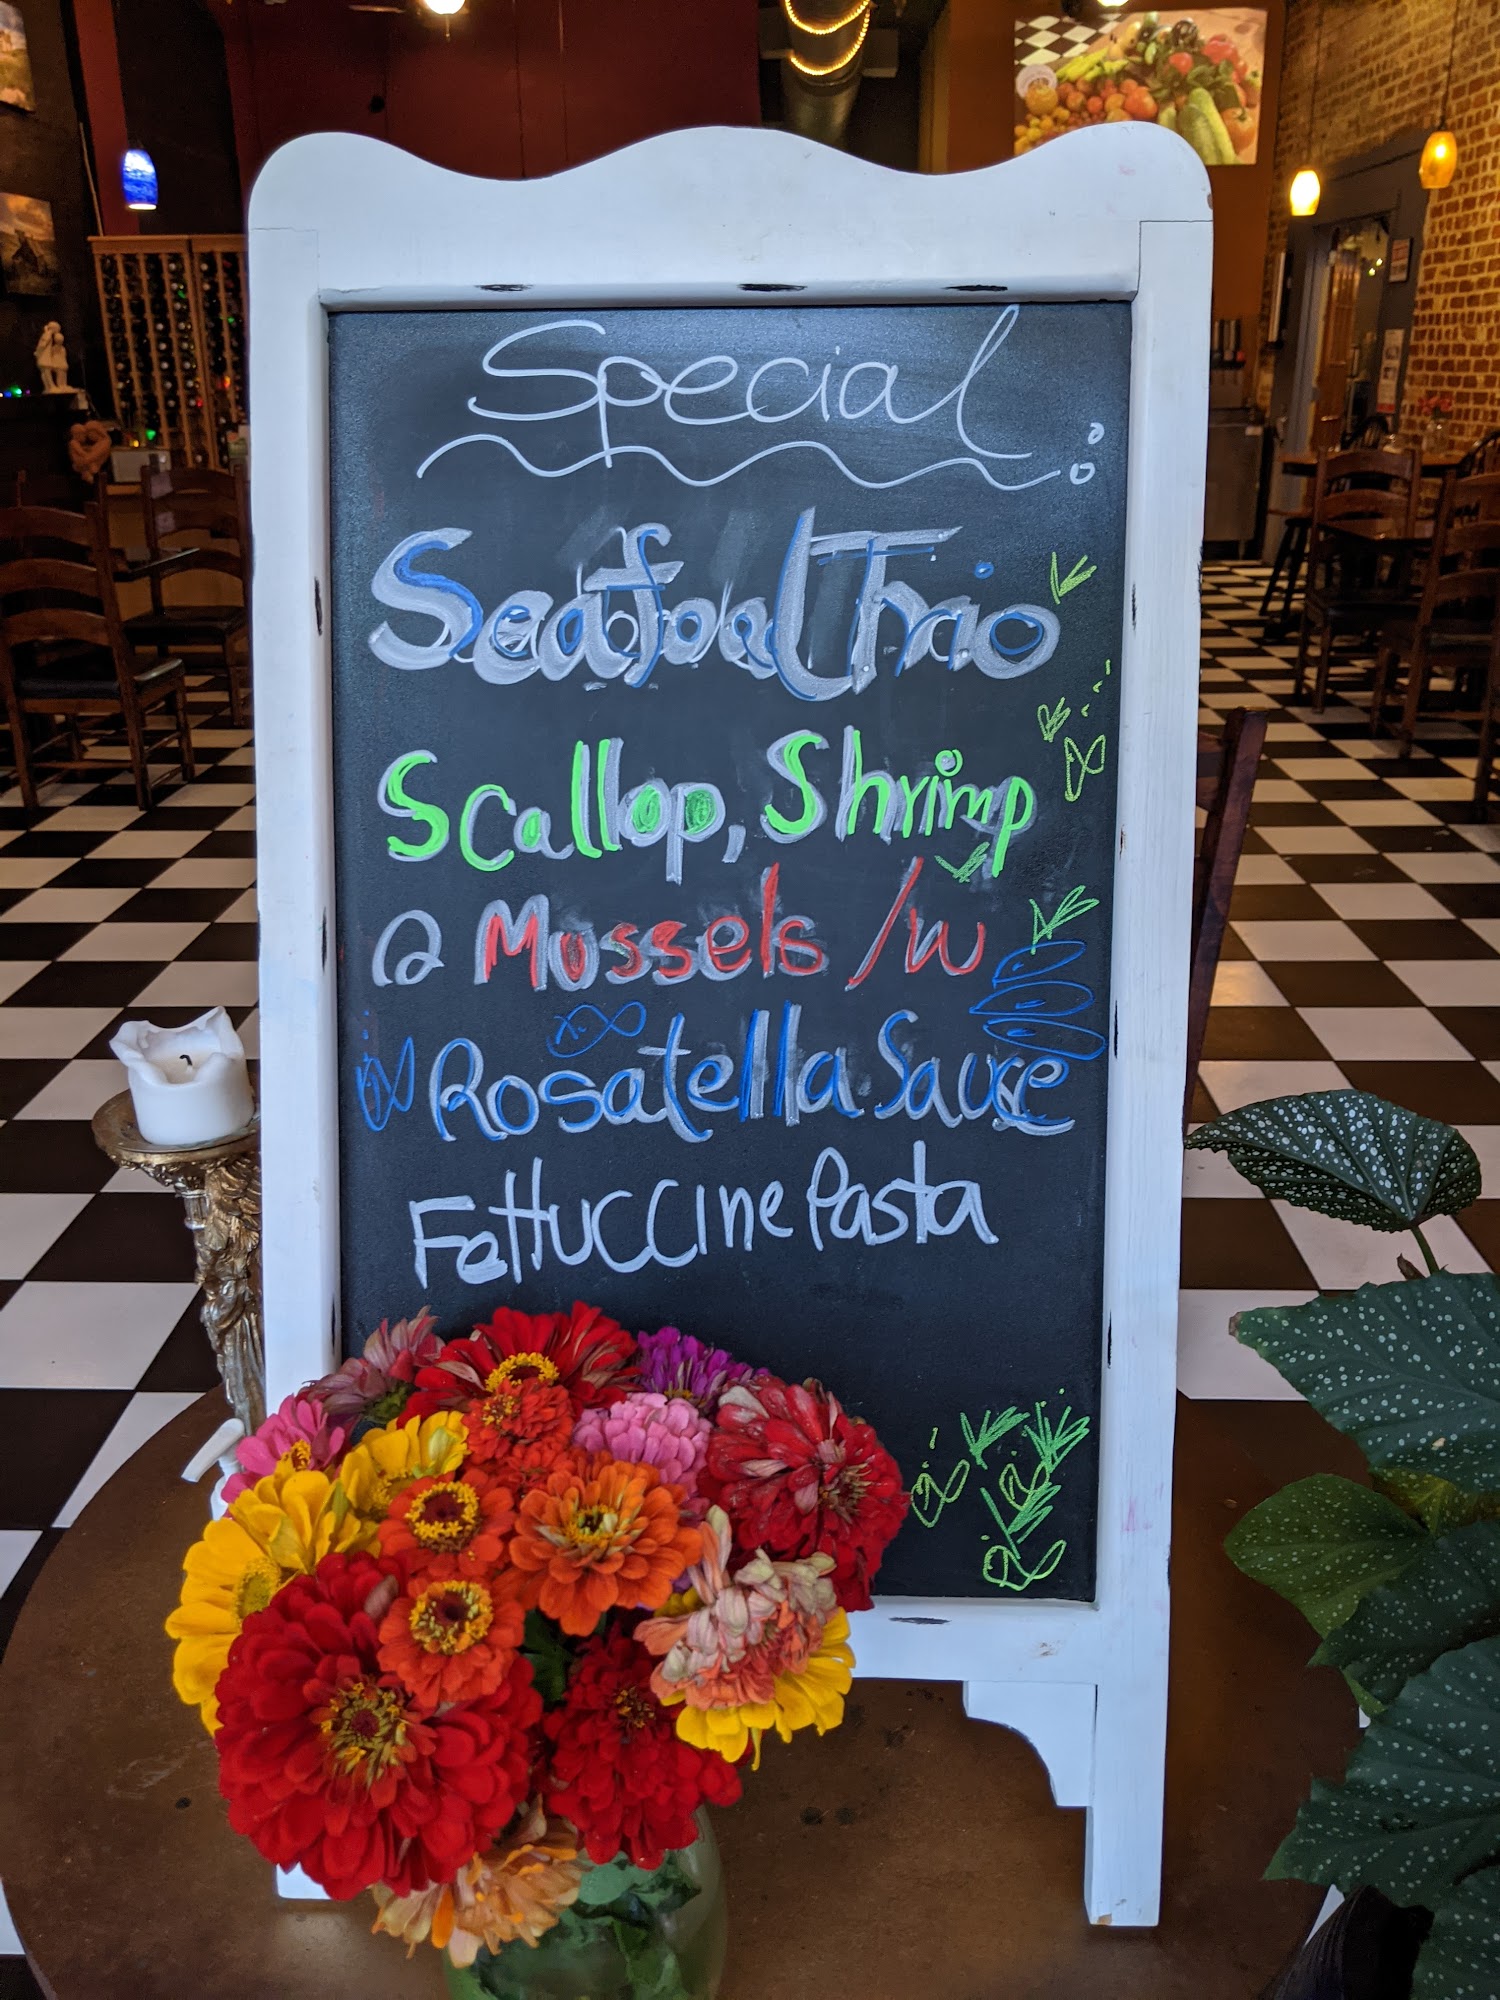 Special
Seafood Trio
Scallop, Shrimp
& Mussels /w
Rosatella Sauce
Fettuccine Pasta